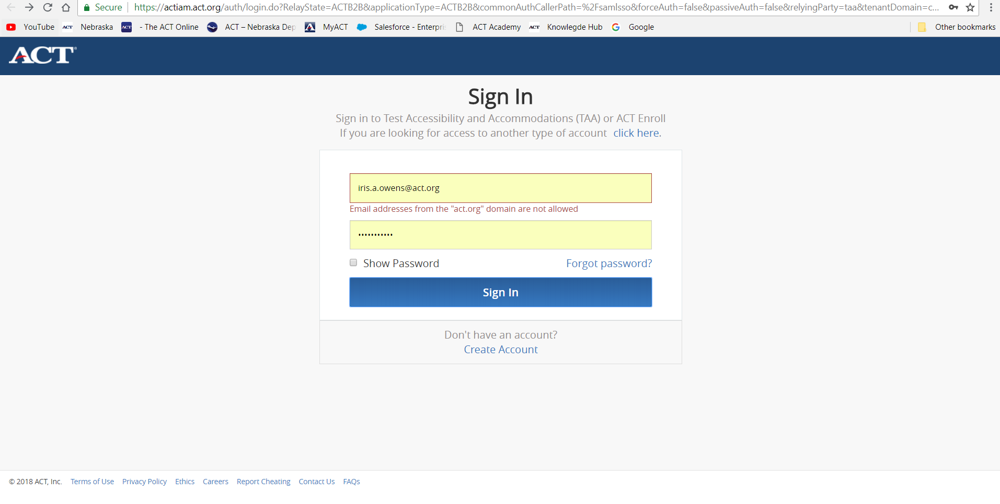 Secure https://actiam.act.org/auth/login.do?RelayState=ACTB2B&applicationType=ACTB2B&commonAuthCallerPath=%2Fsamlsso&forceAuth=false&passiveAuth=false&relyingParty=taa&tenantDomain=c...
YouTube ACT Nebraska ACT - The ACT Online ACT – Nebraska Dep MyACT Salesforce - Enterpris ACT Academy ACT Knowlegde Hub Google Other bookmarks
ACT®
Sign In
Sign in to Test Accessibility and Accommodations (TAA) or ACT Enroll
If you are looking for access to another type of account click here.
iris.a.owens@act.org
Email addresses from the "act.org" domain are not allowed
•••••••••••
Show Password Forgot password?
Sign In
Don't have an account?
Create Account
© 2018 ACT, Inc. Terms of Use Privacy Policy Ethics Careers Report Cheating Contact Us FAQs